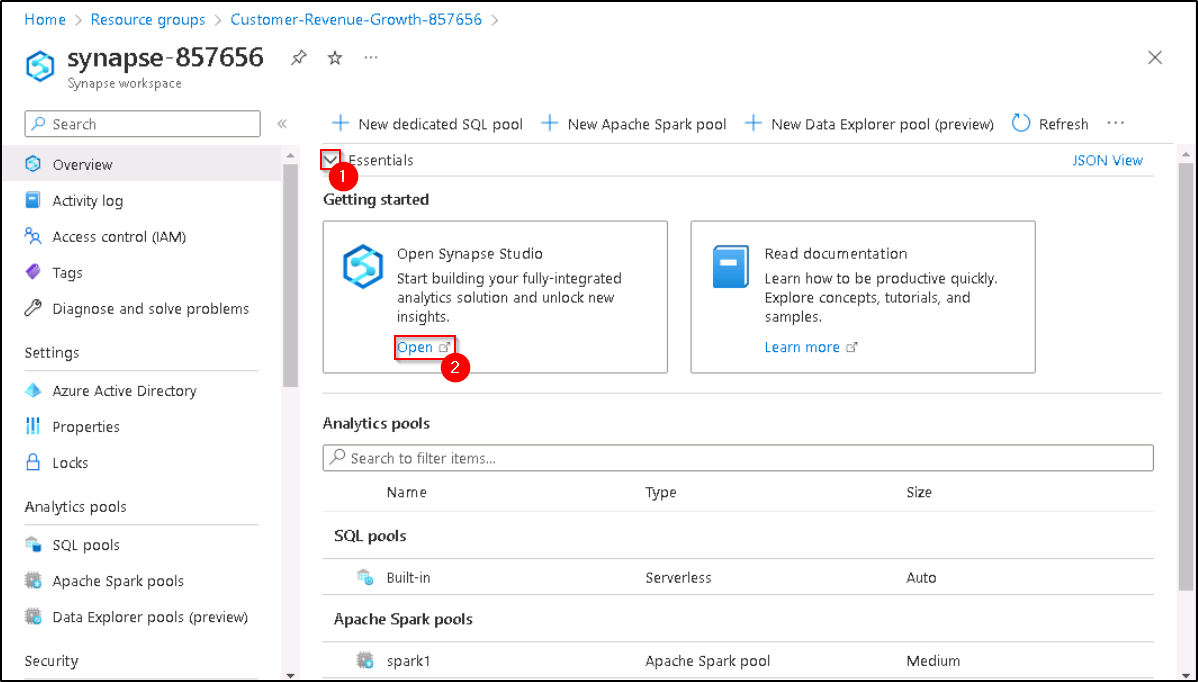 Home > Resource groups > Customer-Revenue-Growth-857656 >
synapse-857656
Synapse workspace
Search
New dedicated SQL pool
New Apache Spark pool
New Data Explorer pool (preview)
Refresh
Overview
Activity log
Access control (IAM)
Tags
Diagnose and solve problems
Settings
Azure Active Directory
Properties
Locks
Analytics pools
SQL pools
Apache Spark pools
Data Explorer pools (preview)
Security
Essentials
JSON View
1
Getting started
Open Synapse Studio
Start building your fully-integrated
analytics solution and unlock new
insights.
Open
2
Read documentation
Learn how to be productive quickly.
Explore concepts, tutorials, and
samples.
Learn more
Analytics pools
Search to filter items...
Name Type Size
SQL pools
Built-in Serverless Auto
Apache Spark pools
spark1 Apache Spark pool Medium